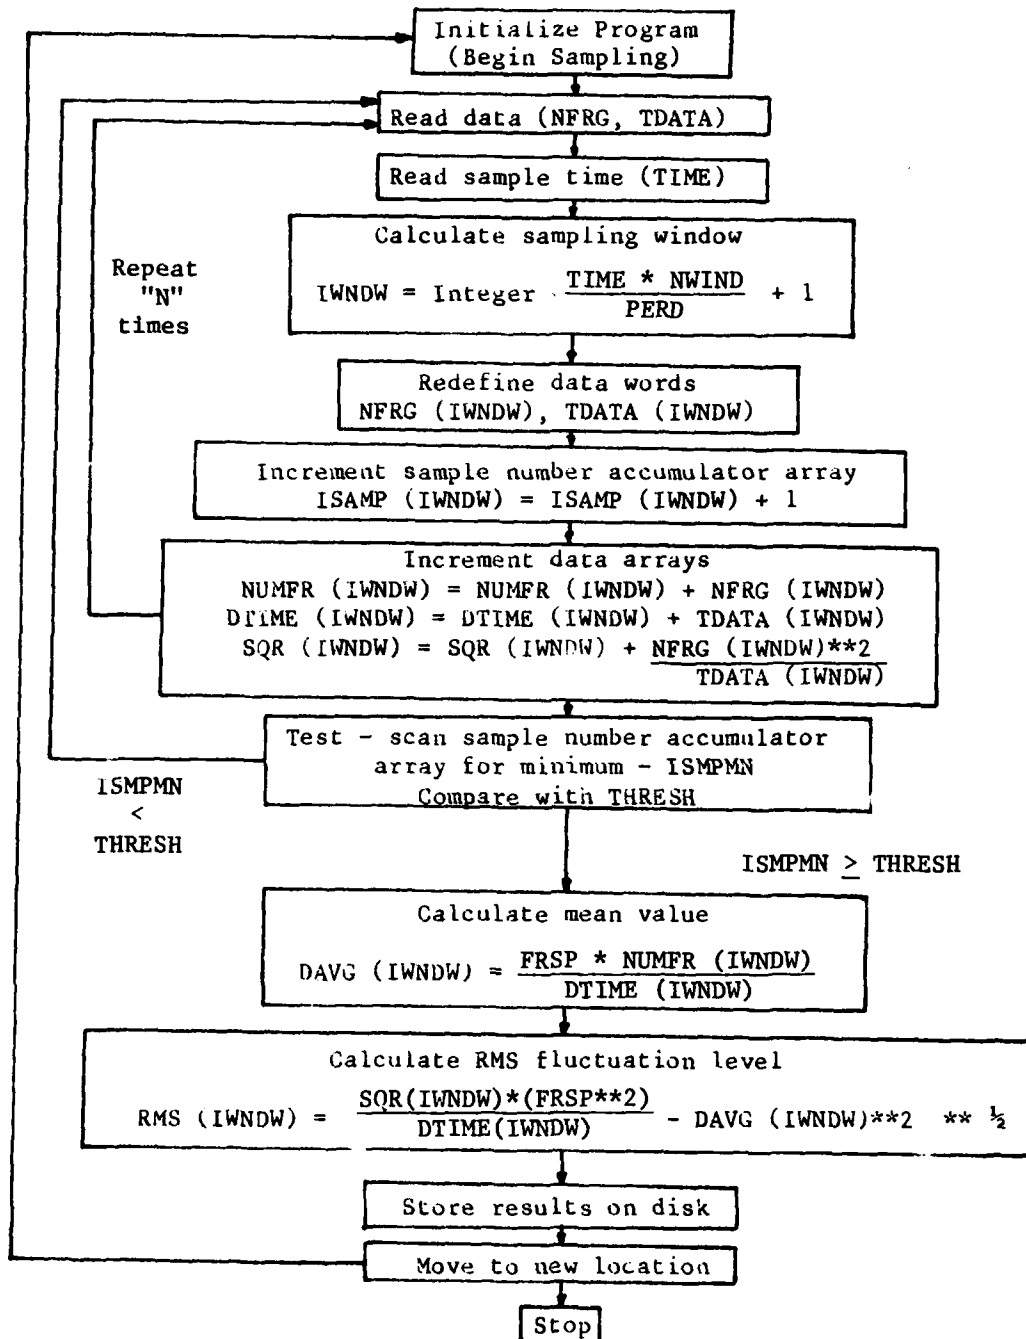 Initialize Program
(Begin Sampling)
Read data (NFRG, TDATA)
Read sample time (TIME)
Calculate sampling window
IWNDW = Integer TIME * NWIND / PERD + 1
Repeat
"N"
times
Redefine data words
NFRG (IWNDW), TDATA (IWNDW)
Increment sample number accumulator array
ISAMP (IWNDW) = ISAMP (IWNDW) + 1
Increment data arrays
NUMFR (IWNDW) = NUMFR (IWNDW) + NFRG (IWNDW)
DTIME (IWNDW) = DTIME (IWNDW) + TDATA (IWNDW)
SQR (IWNDW) = SQR (IWNDW) + NFRG (IWNDW)**2
TDATA (IWNDW)
Test - scan sample number accumulator
array for minimum - ISMPMN
Compare with THRESH
ISMPMN
<
THRESH
ISMPMN ≥ THRESH
Calculate mean value
DAVG (IWNDW) = FRSP * NUMFR (IWNDW)
DTIME (IWNDW)
Calculate RMS fluctuation level
RMS (IWNDW) = SQR(IWNDW)*(FRSP**2) / DTIME(IWNDW) - DAVG (IWNDW)**2 ** ½
Store results on disk
Move to new location
Stop